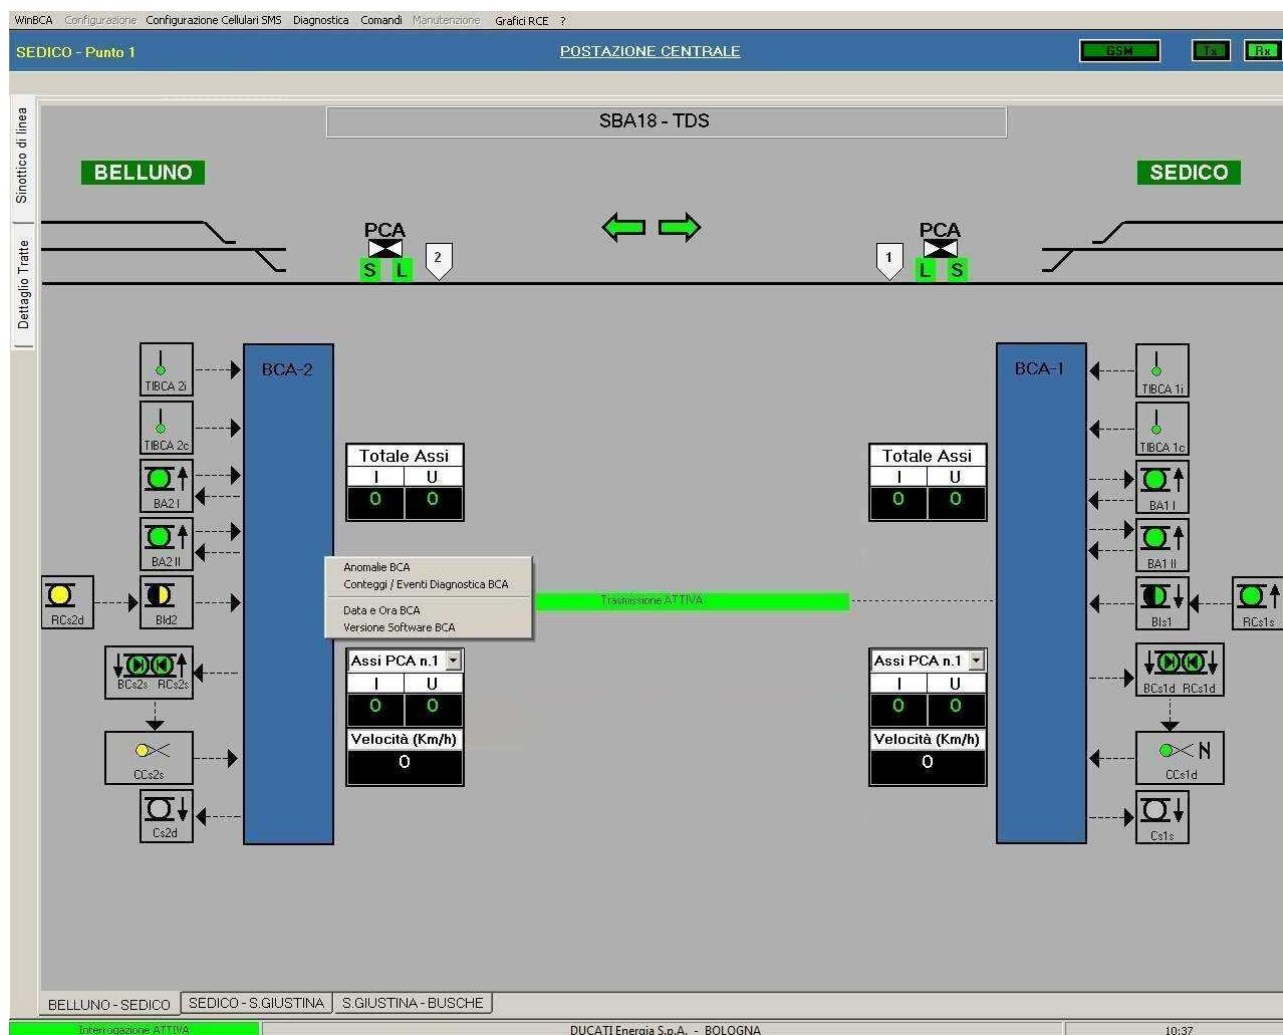 WinBCA Configurazione Configurazione Cellulari SMS Diagnostica Comandi Manutenzione Grafici RCE ?
SEDICO - Punto 1 POSTAZIONE CENTRALE GSM Tx Rx
Sinottico di linea
Dettaglio Tratte
SBA18 - TDS
BELLUNO SEDICO
PCA PCA
S L 2 1 L S
BCA-2 BCA-1
TIBCA 2i TIBCA 1i
TIBCA 2c TIBCA 1c
Totale Assi Totale Assi
I U I U
0 0 0 0
BA2 I BA1 I
BA2 II BA1 II
Anomalie BCA
Conteggi / Eventi Diagnostica BCA
Data e Ora BCA
Versione Software BCA
Trasmissione ATTIVA
RCs2d BId2 BIs1 RCs1s
Assi PCA n.1 Assi PCA n.1
I U I U
0 0 0 0
BCs2s RCs2s BCs1d RCs1d
Velocità (Km/h) Velocità (Km/h)
0 0
N
CCs2s CCs1d
Cs2d Cs1s
BELLUNO - SEDICO SEDICO - S.GIUSTINA S.GIUSTINA - BUSCHE
Interrogazione ATTIVA DUCATI Energia S.p.A. - BOLOGNA 10:37